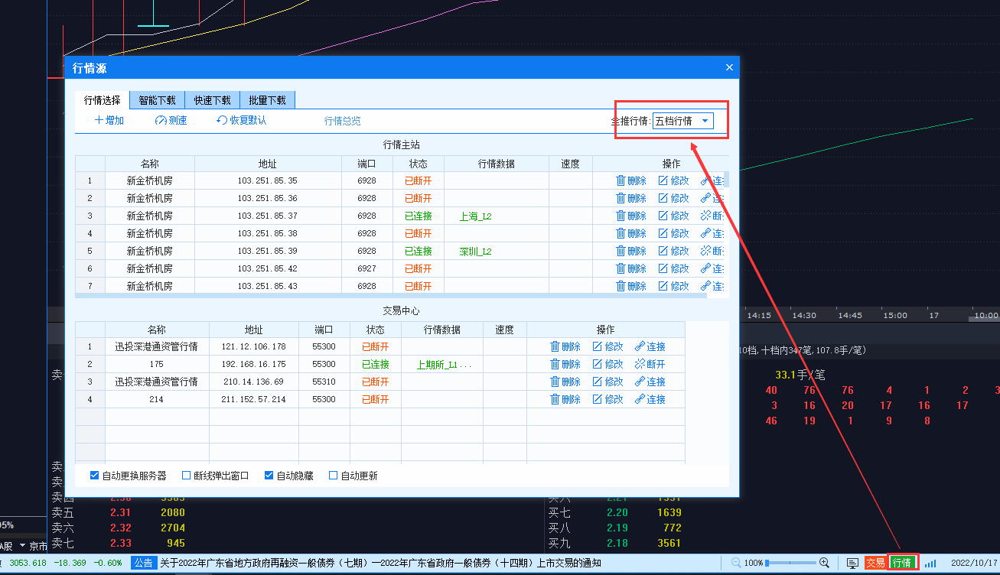 行情源
行情选择 智能下载 快速下载 批量下载
增加 测速 恢复默认 行情总览 全推行情: 五档行情
行情主站
名称 地址 端口 状态 行情数据 速度 操作
1 新金桥机房 103.251.85.35 6928 已断开 删除 修改 连
2 新金桥机房 103.251.85.36 6928 已断开 删除 修改 连
3 新金桥机房 103.251.85.37 6928 已连接 上海_L2 删除 修改 断
4 新金桥机房 103.251.85.38 6928 已断开 删除 修改 连
5 新金桥机房 103.251.85.39 6928 已连接 深圳_L2 删除 修改 断
6 新金桥机房 103.251.85.42 6927 已断开 删除 修改 连
7 新金桥机房 103.251.85.43 6928 已断开 删除 修改 连
交易中心
名称 地址 端口 状态 行情数据 速度 操作
1 迅投深港通资管行情 121.12.106.178 55300 已断开 删除 修改 连接
2 175 192.168.16.175 55300 已连接 上期所_L1... 删除 修改 断开
3 迅投深港通资管行情 210.14.136.69 55310 已断开 删除 修改 连接
4 214 211.152.57.214 55300 已断开 删除 修改 连接
自动更换服务器 断线弹出窗口 自动隐藏 自动更新
14:15 14:30 14:45 15:00 17 10:00
10档,十档内347笔,107.8手/笔)
33.1手/笔
40 76 76 4 1 2 3
3 16 20 17 16 17
46 19 1 9 8
卖
卖
卖
卖四 买六
卖五 2.31 2080 买七 2.20 1639
卖六 2.32 2704 买八 2.19 772
卖七 2.33 945 买九 2.18 3561
05%
A股 京市
3053.618 -18.369 -0.60% 公告 关于2022年广东省地方政府再融资一般债券（七期）—2022年广东省政府一般债券（十四期）上市交易的通知 100% 交易 行情 2022/10/17